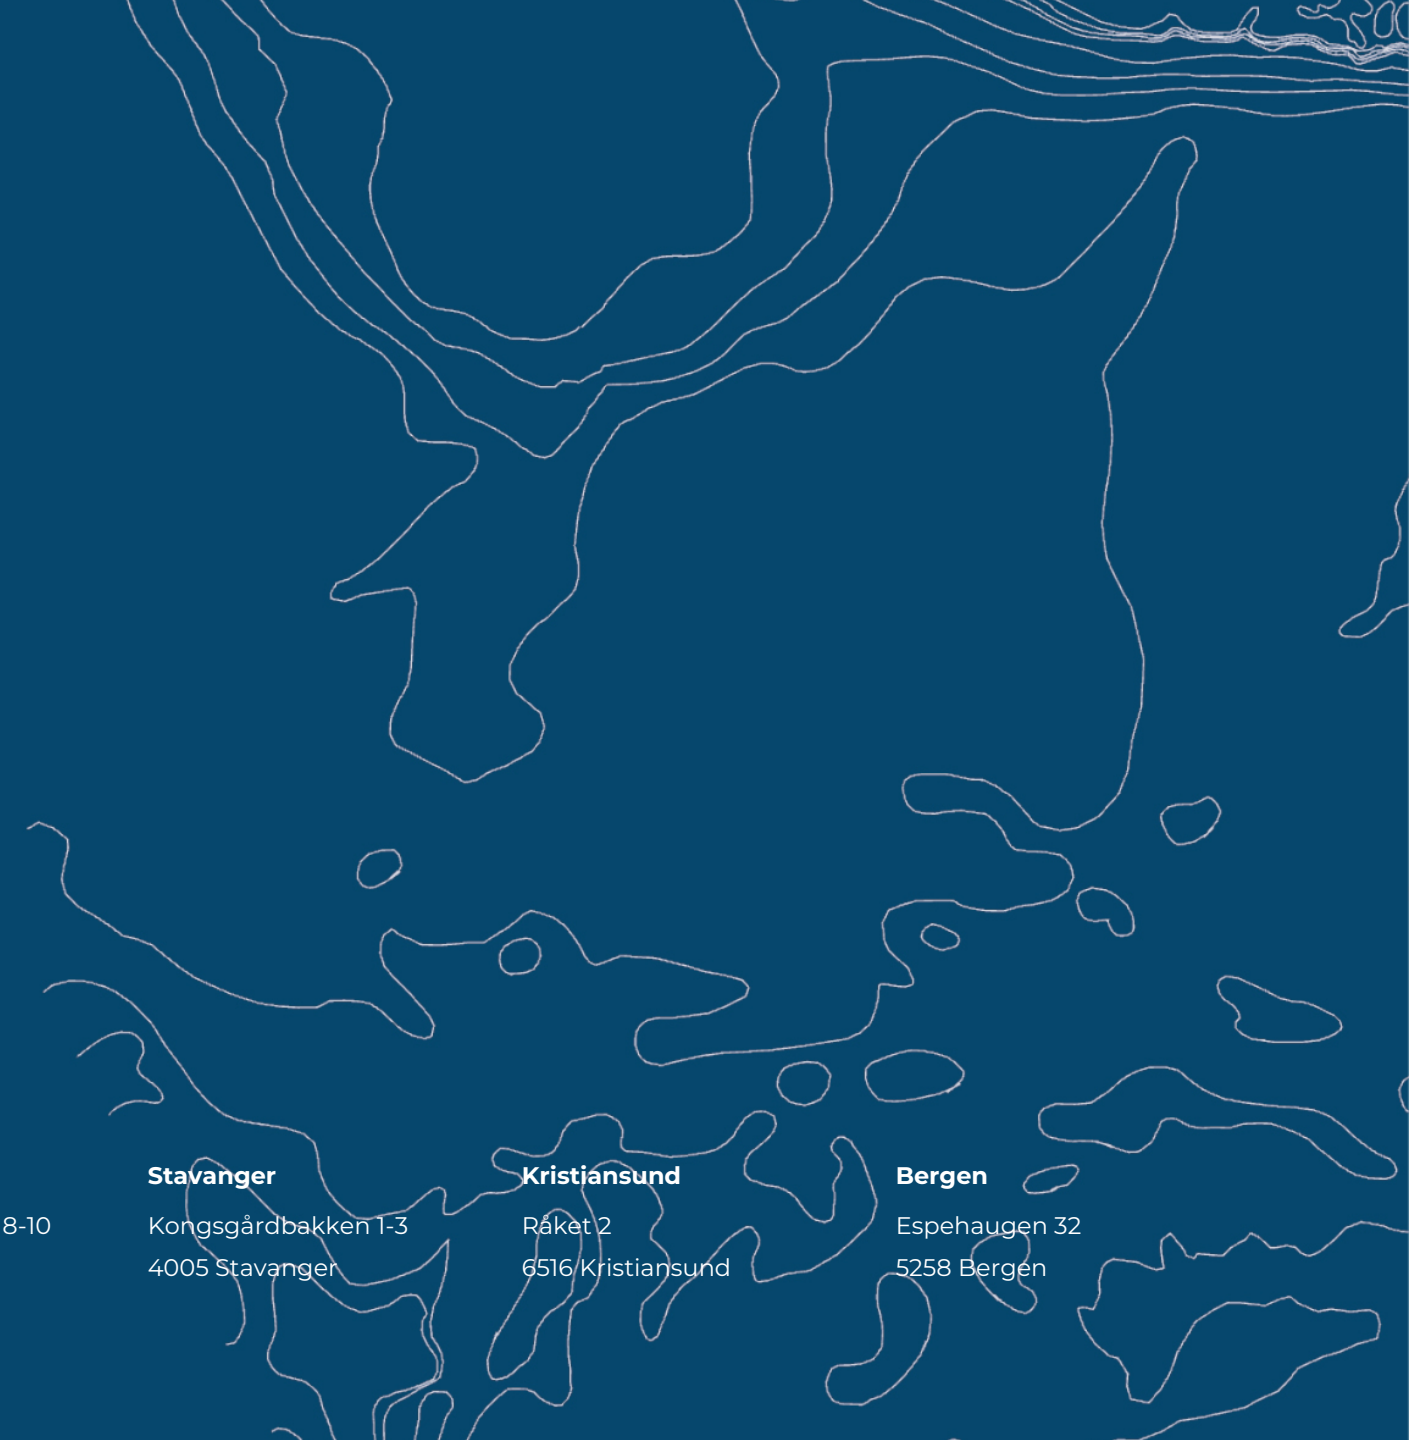 8-10
Stavanger
Kongsgårdbakken 1-3
4005 Stavanger
Kristiansund
Råket 2
6516 Kristiansund
Bergen
Espehaugen 32
5258 Bergen